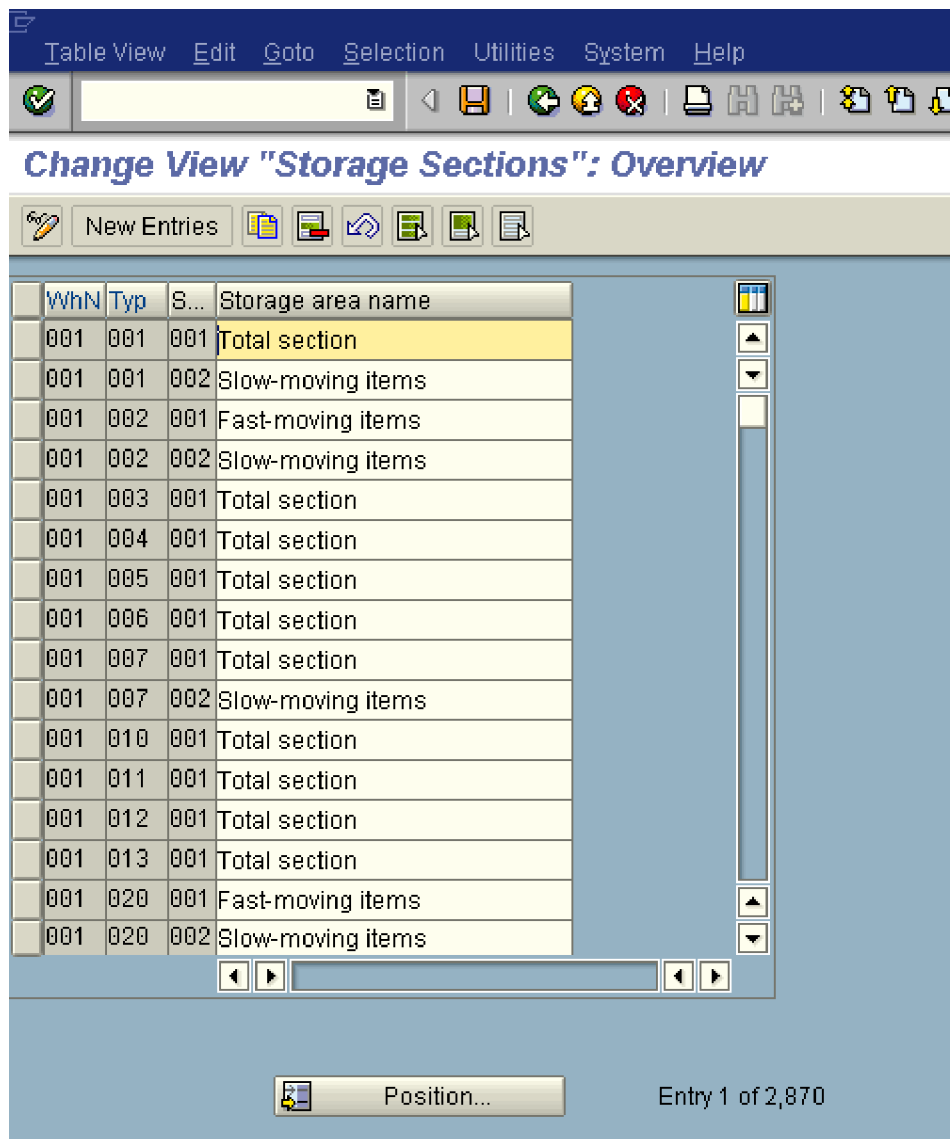 Table View Edit Goto Selection Utilities System Help
Change View "Storage Sections": Overview
New Entries
WhN Typ S... Storage area name
001 001 001 Total section
001 001 002 Slow-moving items
001 002 001 Fast-moving items
001 002 002 Slow-moving items
001 003 001 Total section
001 004 001 Total section
001 005 001 Total section
001 006 001 Total section
001 007 001 Total section
001 007 002 Slow-moving items
001 010 001 Total section
001 011 001 Total section
001 012 001 Total section
001 013 001 Total section
001 020 001 Fast-moving items
001 020 002 Slow-moving items
Position... Entry 1 of 2,870